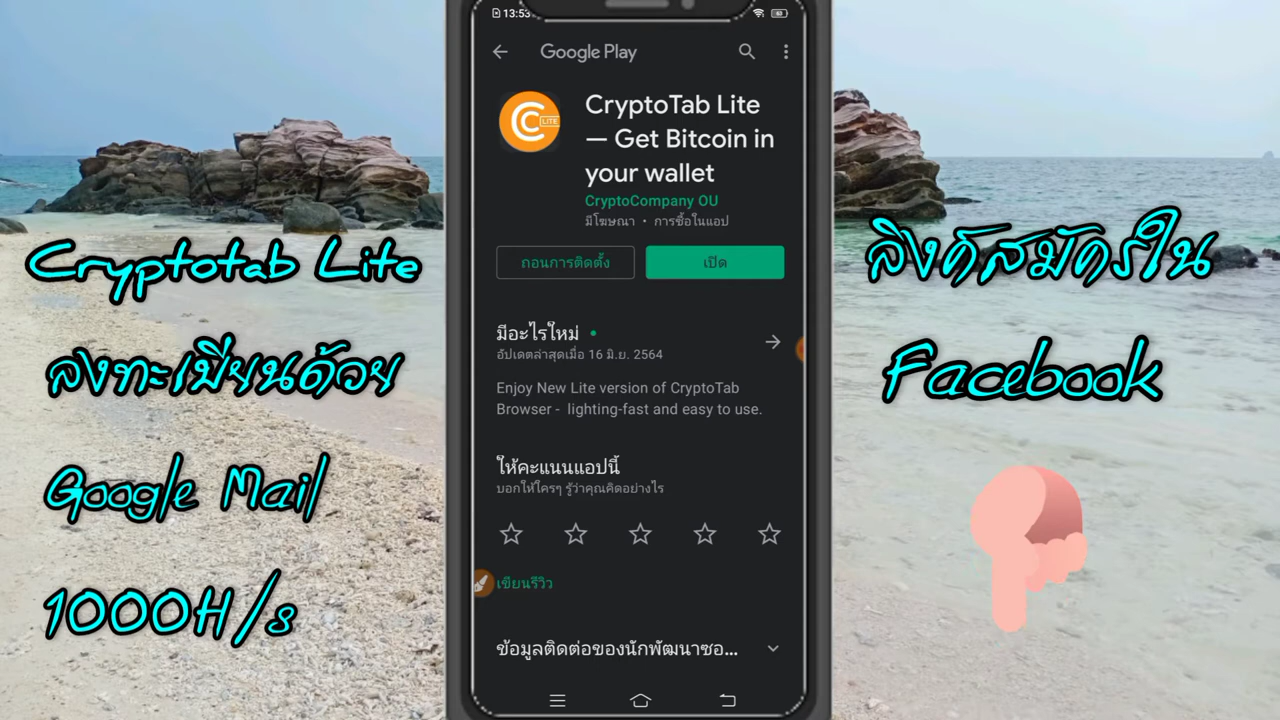 Cryptotab Lite
ลงทะเบียนด้วย
Google Mail
1000H/s
13:53
Google Play
LITE
CryptoTab Lite
— Get Bitcoin in
your wallet
CryptoCompany OU
มีโฆษณา • การซื้อในแอป
ถอนการติดตั้ง
เปิด
มีอะไรใหม่ •
อัปเดตล่าสุดเมื่อ 16 มิ.ย. 2564
Enjoy New Lite version of CryptoTab
Browser - lighting-fast and easy to use.
ให้คะแนนแอปนี้
บอกให้ใครๆ รู้ว่าคุณคิดอย่างไร
เขียนรีวิว
ข้อมูลติดต่อของนักพัฒนาซอ...
ลิงค์สมัครใน
Facebook